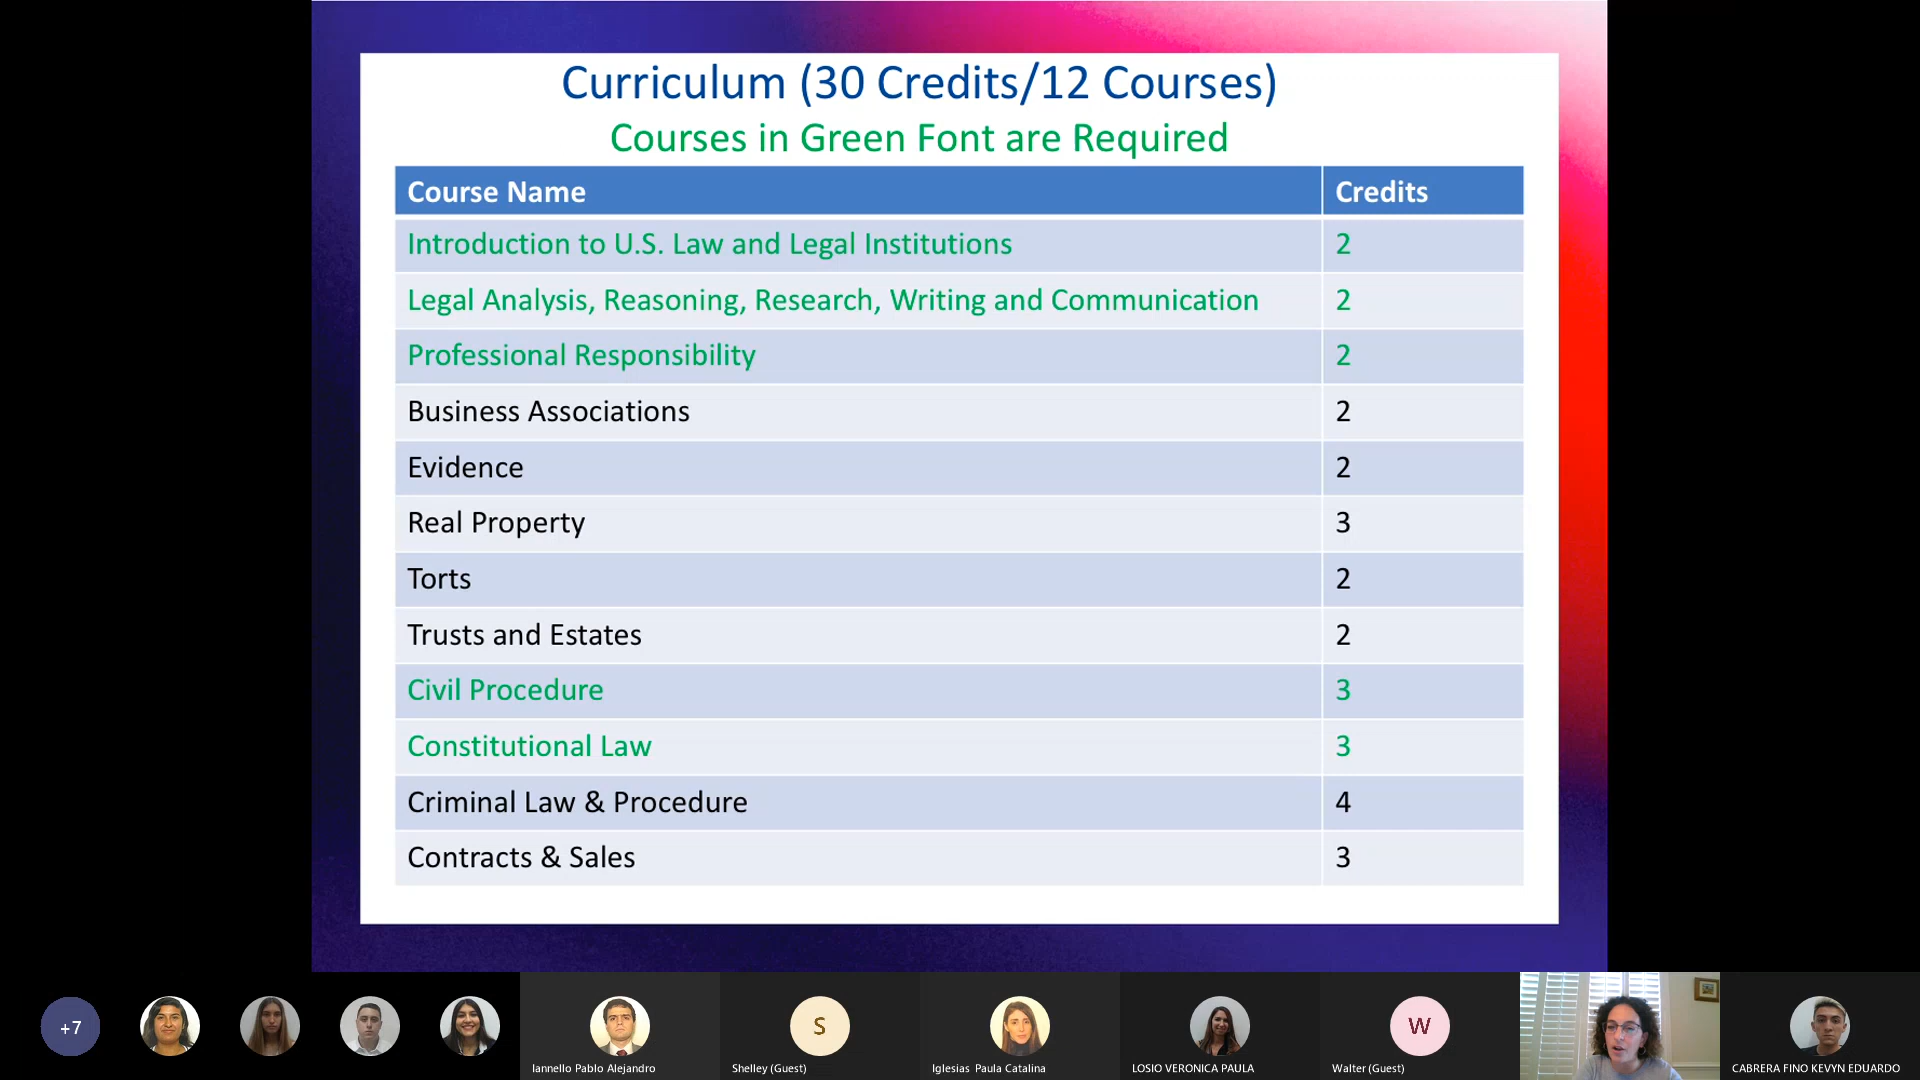 Curriculum (30 Credits/12 Courses)
Courses in Green Font are Required
Course Name Credits
Introduction to U.S. Law and Legal Institutions 2
Legal Analysis, Reasoning, Research, Writing and Communication 2
Professional Responsibility 2
Business Associations 2
Evidence 2
Real Property 3
Torts 2
Trusts and Estates 2
Civil Procedure 3
Constitutional Law 3
Criminal Law & Procedure 4
Contracts & Sales 3
+7
S
W
Iannello Pablo Alejandro
Shelley (Guest)
Iglesias Paula Catalina
LOSIO VERONICA PAULA
Walter (Guest)
CABRERA FINO KEVYN EDUARDO